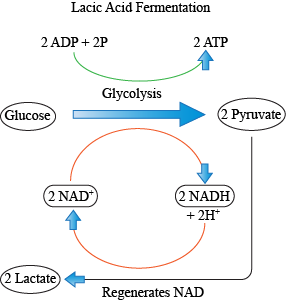 Lacic Acid Fermentation
2 ADP + 2P
2 ATP
Glycolysis
Glucose
2 Pyruvate
2 NAD⁺
2 NADH
+ 2H⁺
2 Lactate
Regenerates NAD